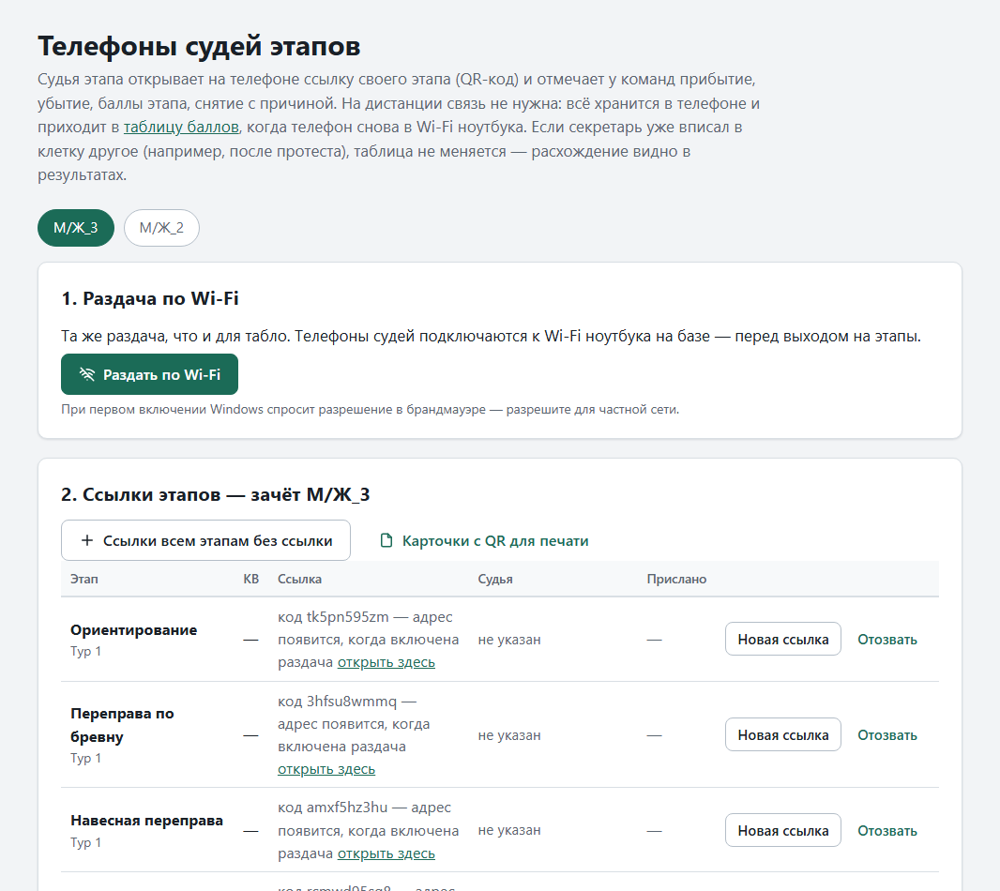 Телефоны судей этапов
Судья этапа открывает на телефоне ссылку своего этапа (QR-код) и отмечает у команд прибытие,
убытие, баллы этапа, снятие с причиной. На дистанции связь не нужна: всё хранится в телефоне и
приходит в таблицу баллов, когда телефон снова в Wi-Fi ноутбука. Если секретарь уже вписал в
клетку другое (например, после протеста), таблица не меняется — расхождение видно в
результатах.
М/Ж_3
М/Ж_2
1. Раздача по Wi-Fi
Та же раздача, что и для табло. Телефоны судей подключаются к Wi-Fi ноутбука на базе — перед выходом на этапы.
Раздать по Wi-Fi
При первом включении Windows спросит разрешение в брандмауэре — разрешите для частной сети.
2. Ссылки этапов — зачёт М/Ж_3
+ Ссылки всем этапам без ссылки
Карточки с QR для печати
Этап КВ Ссылка Судья Прислано
Ориентирование
Тур 1
—
код tk5pn595zm — адрес
появится, когда включена
раздача открыть здесь
не указан
—
Новая ссылка
Отозвать
Переправа по
бревну
Тур 1
—
код 3hfsu8wmmq —
адрес появится, когда
включена раздача
открыть здесь
не указан
—
Новая ссылка
Отозвать
Навесная переправа
Тур 1
—
код amxf5hz3hu — адрес
появится, когда включена
раздача открыть здесь
не указан
—
Новая ссылка
Отозвать